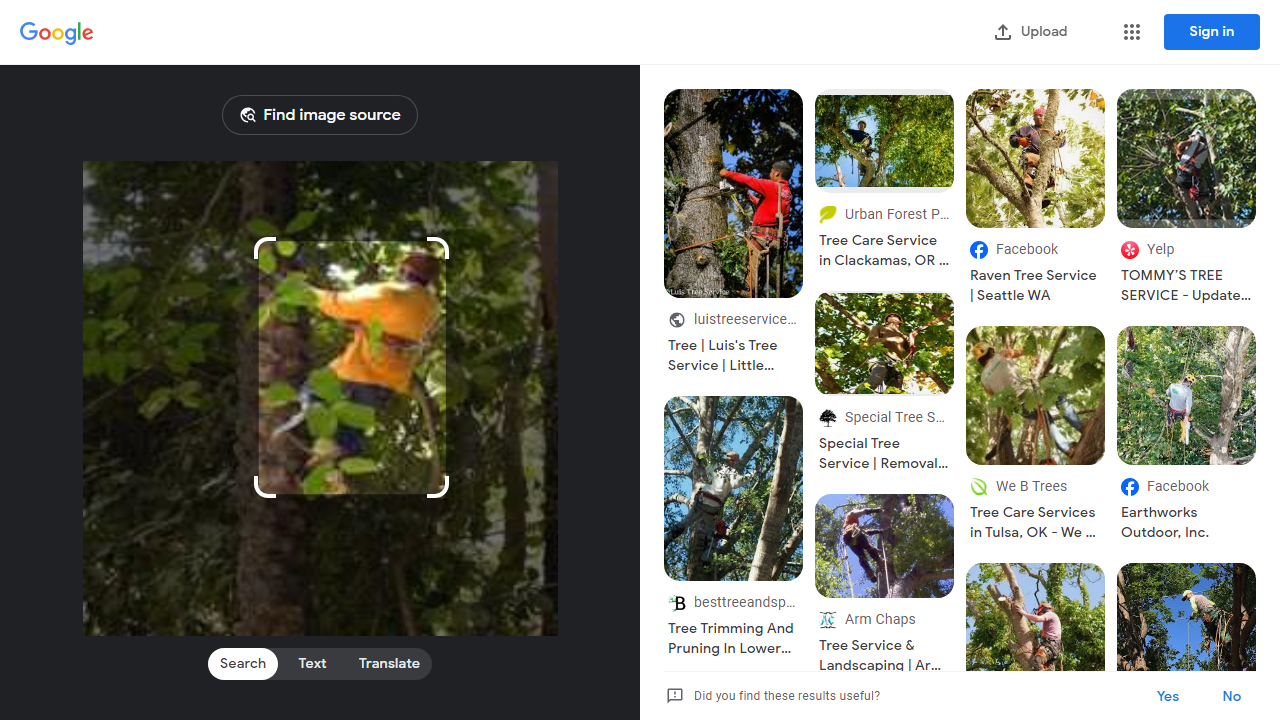 Google
Upload
Sign in
Find image source
Search
Text
Translate
©Luis Tree Service
luistreeservice...
Tree | Luis's Tree
Service | Little...
besttreeandsp...
Tree Trimming And
Pruning In Lower...
Urban Forest P...
Tree Care Service
in Clackamas, OR ...
Special Tree S...
Special Tree
Service | Removal...
Arm Chaps
Tree Service &
Landscaping | Ar...
Facebook
Raven Tree Service
| Seattle WA
We B Trees
Tree Care Services
in Tulsa, OK - We ...
Yelp
TOMMY'S TREE
SERVICE - Update...
Facebook
Earthworks
Outdoor, Inc.
Did you find these results useful?
Yes
No